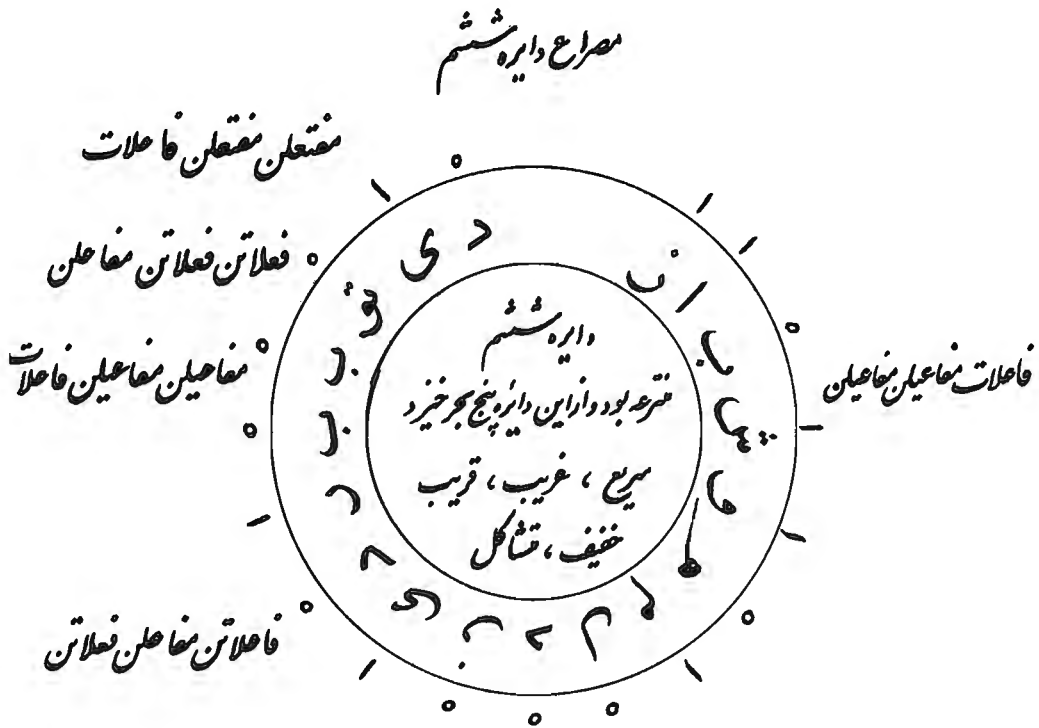 مصراع دایره ششم
مفتعلن مفتعلن فاعلات
فعلاتن فعلاتن مفاعلن
مفاعیلن مفاعیلن فاعلات
فاعلات مفاعیلن مفاعیلن
فاعلاتن مفاعلن فعلاتن
دایره ششم
منتزعه بود و از این دایره پنج بحر خیزد
سریع ، غریب ، قریب
خفیف ، مشاکل